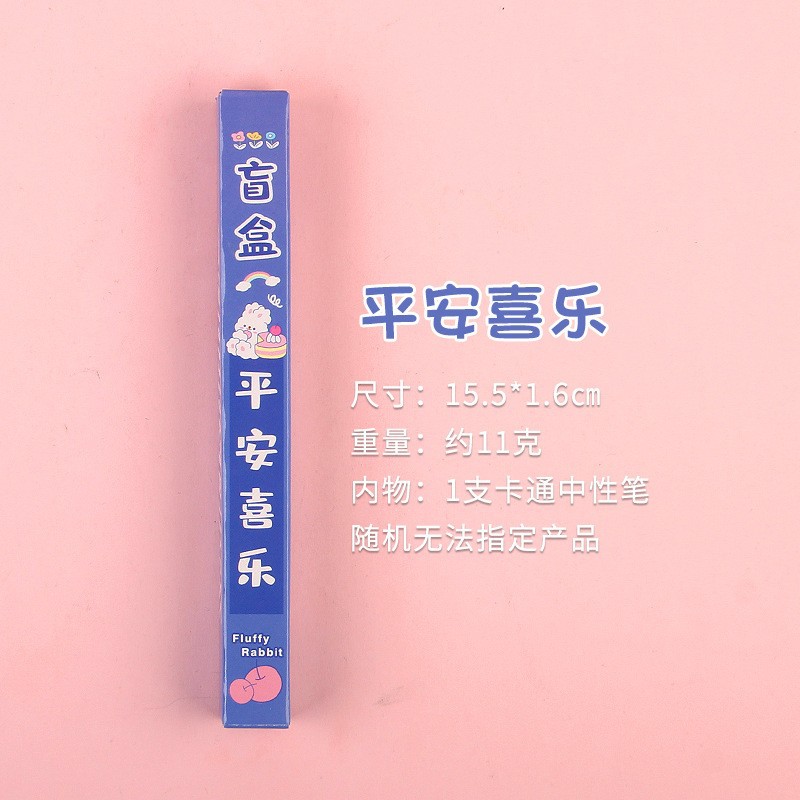 盲盒
平安喜乐
Fluffy
Rabbit
平安喜乐
尺寸：15.5*1.6cm
重量：约11克
内物：1支卡通中性笔
随机无法指定产品